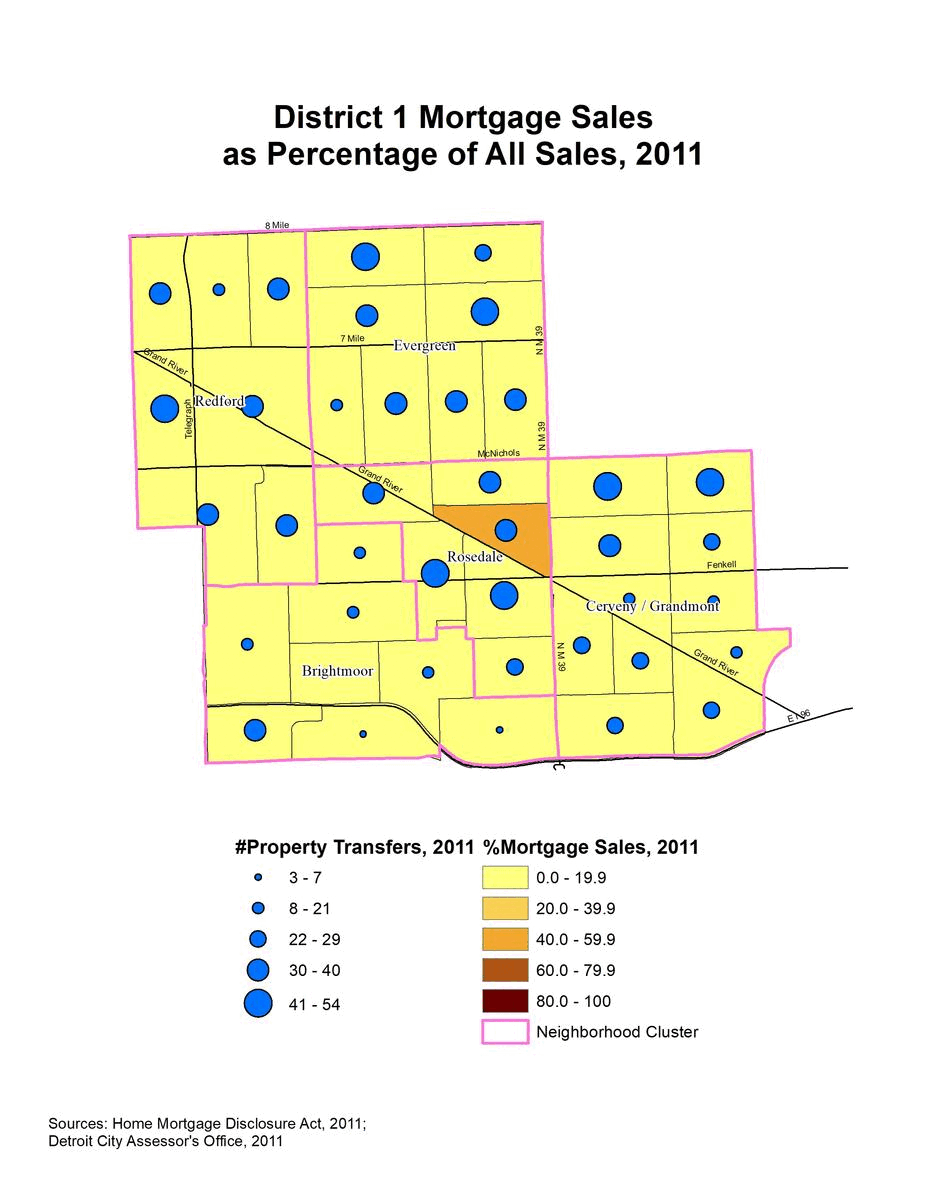 District 1 Mortgage Sales
as Percentage of All Sales, 2011
8 Mile
7 Mile
Evergreen
N M 39
Grand River
Redford
Telegraph
N M 39
McNichols
Grand River
Rosedale
Fenkell
Cerveny / Grandmont
N M 39
Grand River
Brightmoor
E I 96
#Property Transfers, 2011 %Mortgage Sales, 2011
3 - 7
0.0 - 19.9
8 - 21
20.0 - 39.9
22 - 29
40.0 - 59.9
30 - 40
60.0 - 79.9
41 - 54
80.0 - 100
Neighborhood Cluster
Sources: Home Mortgage Disclosure Act, 2011;
Detroit City Assessor's Office, 2011